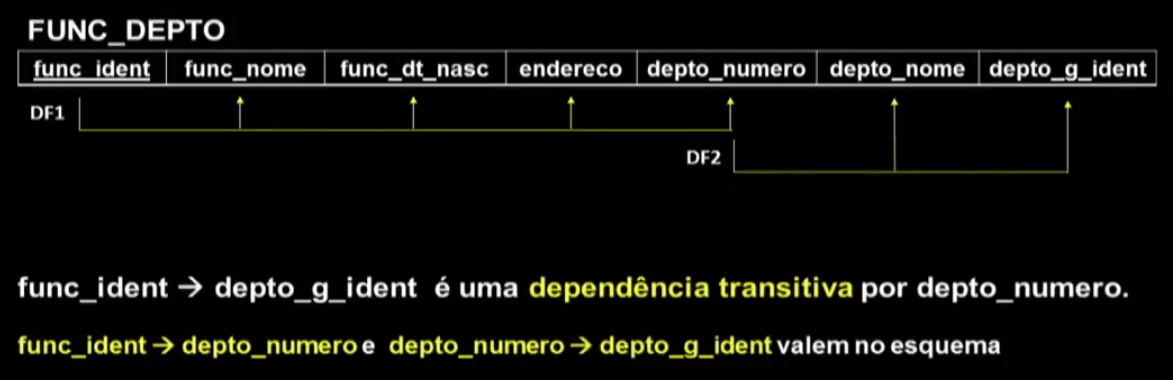 FUNC_DEPTO
func_ident func_nome func_dt_nasc endereco depto_numero depto_nome depto_g_ident
DF1
DF2
func_ident → depto_g_ident é uma dependência transitiva por depto_numero.
func_ident → depto_numero e depto_numero → depto_g_ident valem no esquema